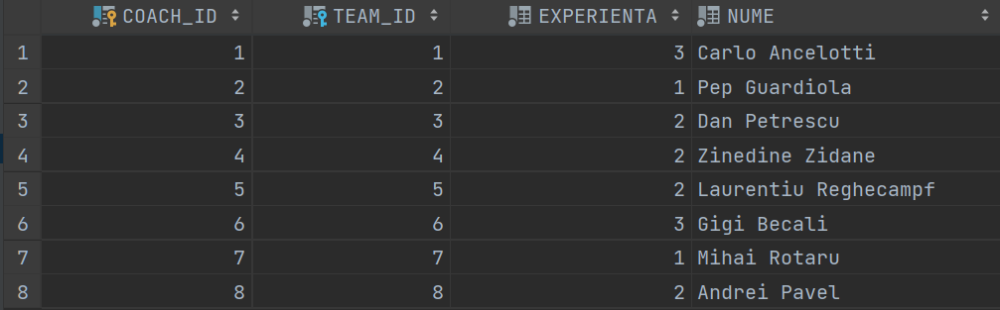 COACH_ID TEAM_ID EXPERIENTA NUME
1 1 1 3 Carlo Ancelotti
2 2 2 1 Pep Guardiola
3 3 3 2 Dan Petrescu
4 4 4 2 Zinedine Zidane
5 5 5 2 Laurentiu Reghecampf
6 6 6 3 Gigi Becali
7 7 7 1 Mihai Rotaru
8 8 8 2 Andrei Pavel